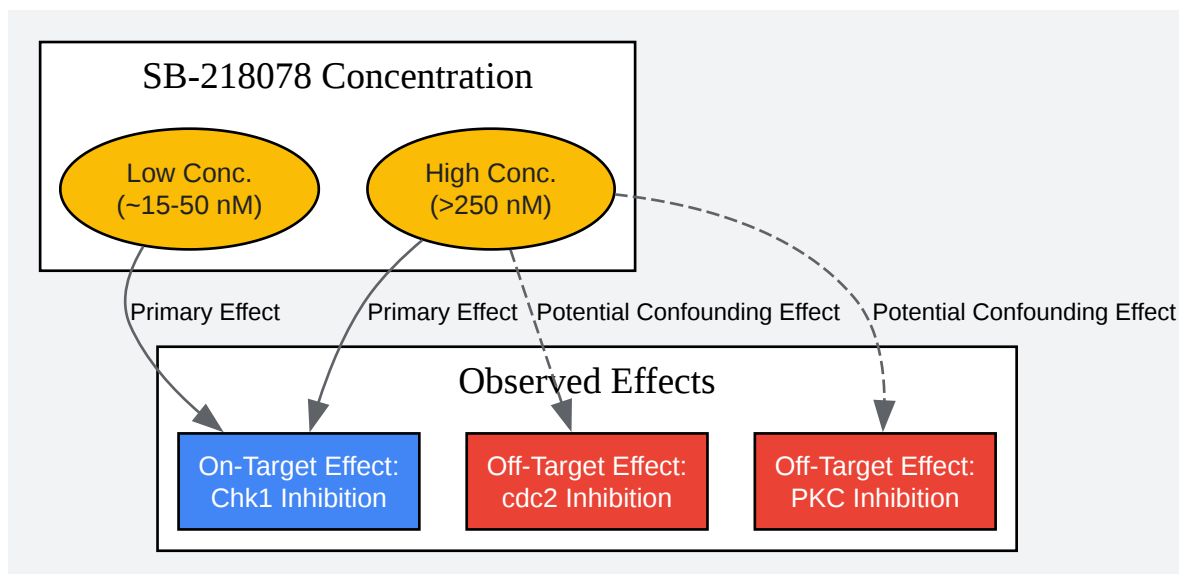 SB-218078 Concentration
Low Conc.
(~15-50 nM)
High Conc.
(>250 nM)
Primary Effect
Primary Effect
Potential Confounding Effect
Potential Confounding Effect
Observed Effects
On-Target Effect:
Chk1 Inhibition
Off-Target Effect:
cdc2 Inhibition
Off-Target Effect:
PKC Inhibition